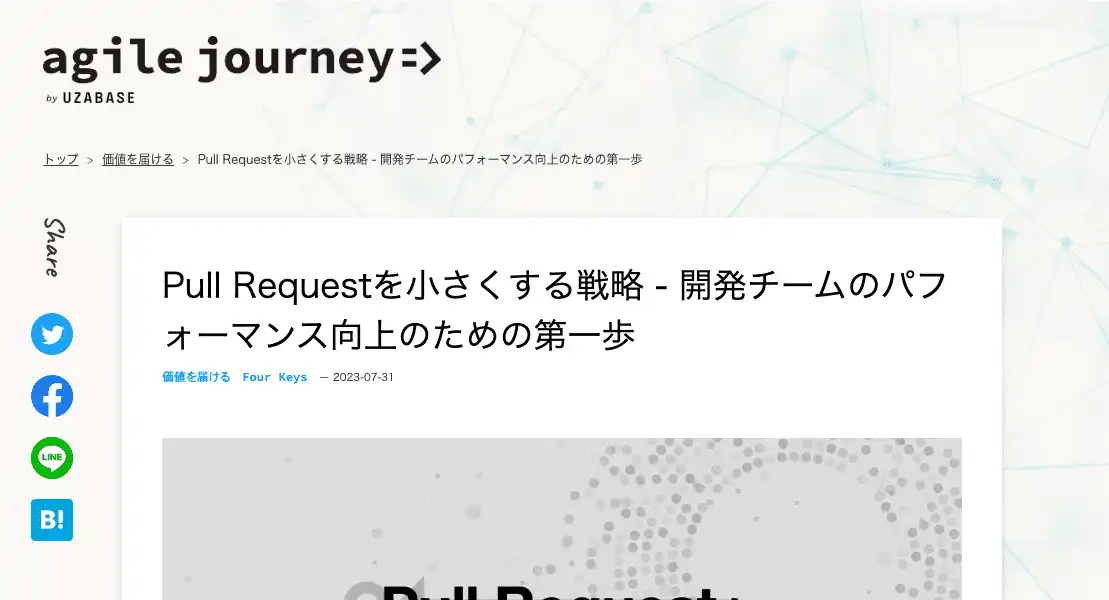 agile journey=>
by UZABASE
トップ > 価値を届ける > Pull Requestを小さくする戦略 - 開発チームのパフォーマンス向上のための第一歩
Share
Pull Requestを小さくする戦略 - 開発チームのパフ
ォーマンス向上のための第一歩
価値を届ける Four Keys — 2023-07-31
LINE
B!